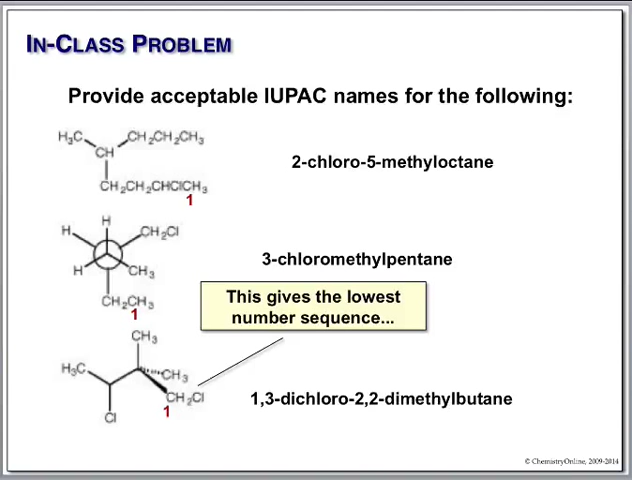 IN-CLASS PROBLEM
Provide acceptable IUPAC names for the following:
H₃C CH₂CH₂CH₃
CH
CH₂CH₂CHClCH₃
1
2-chloro-5-methyloctane
H
H CH₂Cl
H CH₃
CH₂CH₃
1
3-chloromethylpentane
This gives the lowest
number sequence...
CH₃
H₃C CH₃
CH₂Cl
1
Cl
1,3-dichloro-2,2-dimethylbutane
© ChemistryOnline, 2009-2014